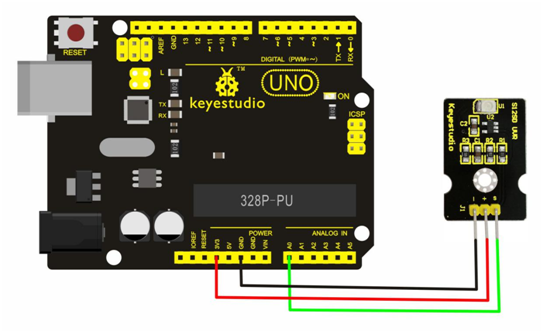 RESET
AREF
GND
13
12
~11
~10
~9
8
7
~6
~5
4
~3
2
TX→1
RX←0
DIGITAL (PWM~)
L
TX
RX
TM
keyestudio
UNO
ON
ICSP
328P-PU
POWER
ANALOG IN
IOREF
RESET
3V3
5V
GND
GND
VIN
A0
A1
A2
A3
A4
A5
Keyestudio
J1
-
+
S